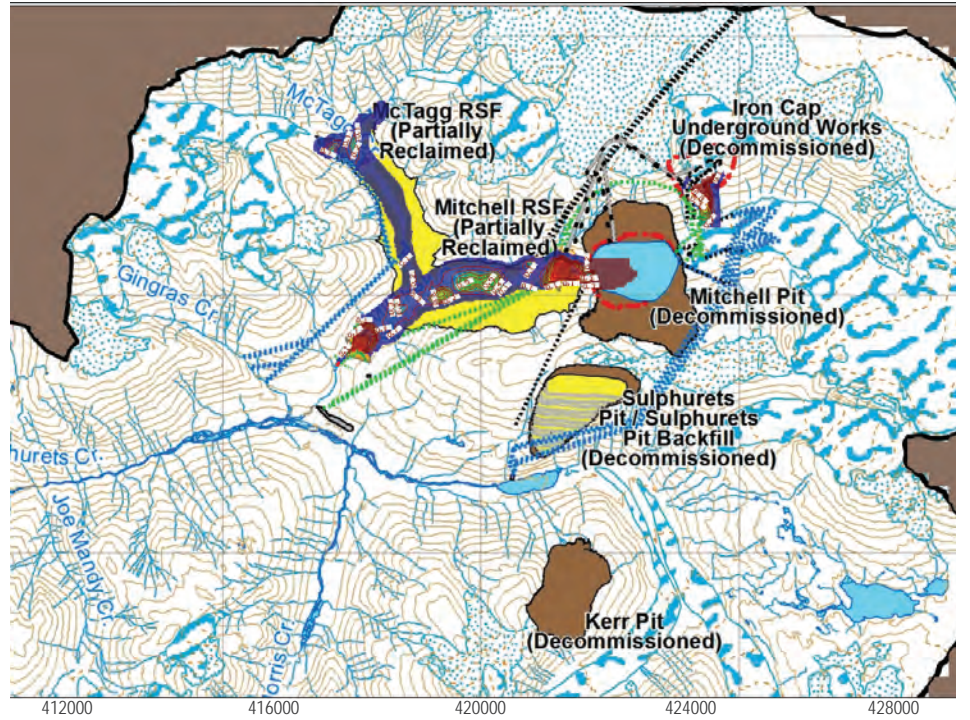 McTagg
McTagg RSF
(Partially
Reclaimed)
Iron Cap
Underground Works
(Decommissioned)
Mitchell RSF
(Partially
Reclaimed)
Gingras Cr.
Mitchell Pit
(Decommissioned)
Sulphurets
Pit / Sulphurets
Pit Backfill
(Decommissioned)
hurets Cr.
Joe Mandy Cr.
orris Cr.
Kerr Pit
(Decommissioned)
412000 416000 420000 424000 428000